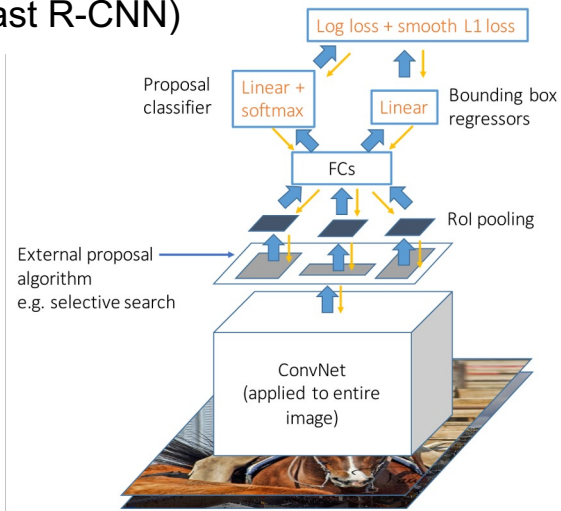 ast R-CNN)
Log loss + smooth L1 loss
Proposal
classifier
Linear +
softmax
Linear
Bounding box
regressors
FCs
RoI pooling
External proposal
algorithm
e.g. selective search
ConvNet
(applied to entire
image)